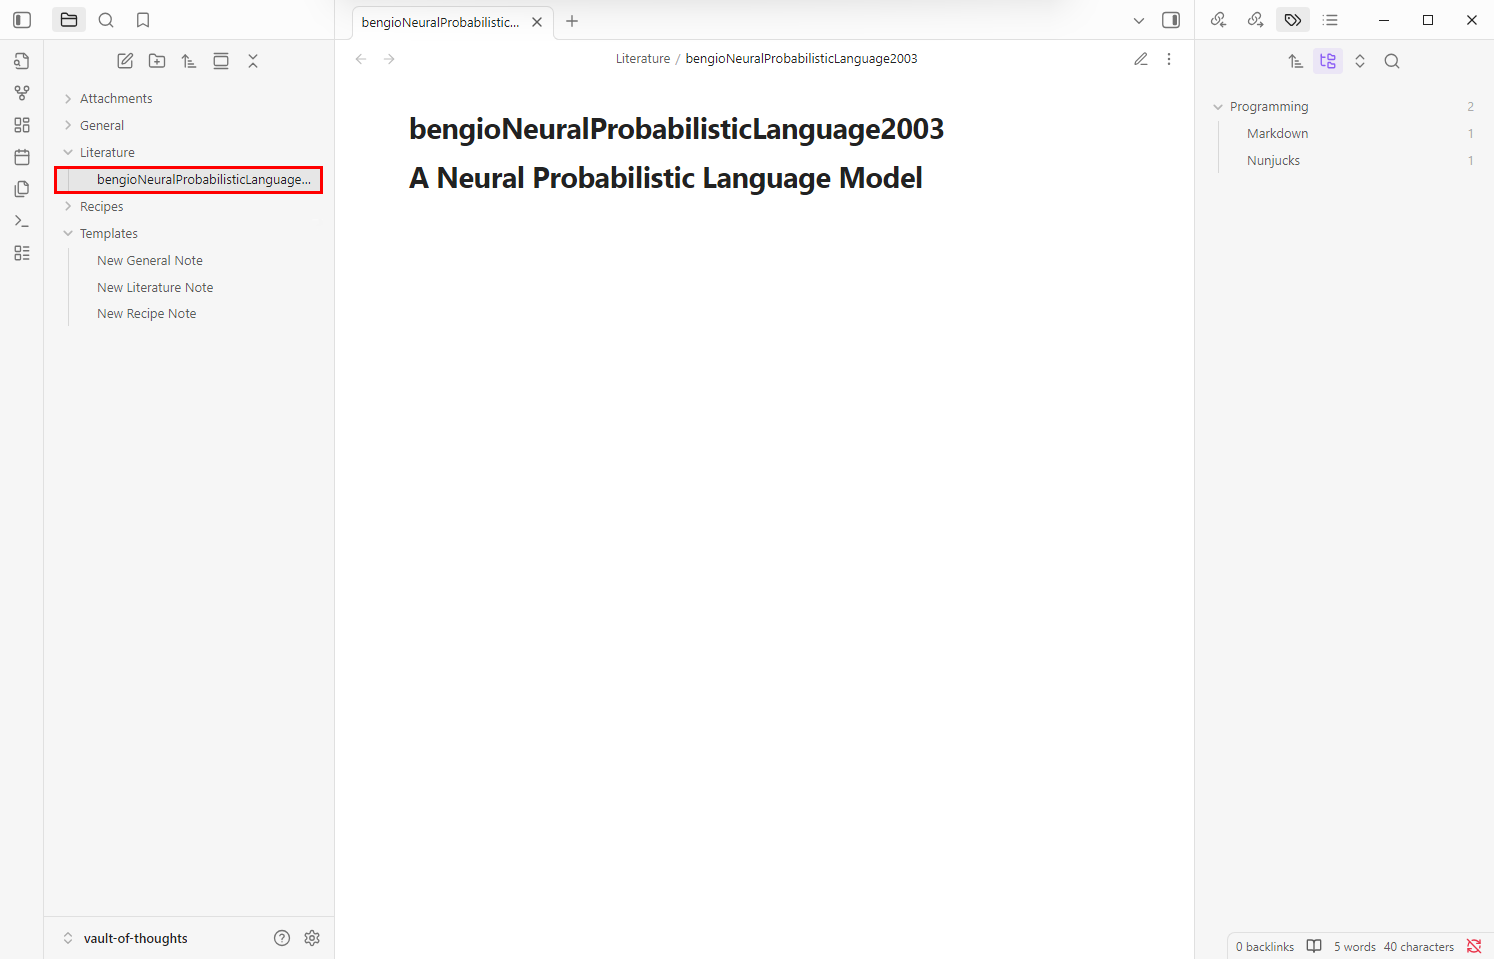 bengioNeuralProbabilistic...
Attachments
General
Literature
bengioNeuralProbabilisticLanguage...
Recipes
Templates
New General Note
New Literature Note
New Recipe Note
vault-of-thoughts
Literature / bengioNeuralProbabilisticLanguage2003
bengioNeuralProbabilisticLanguage2003
A Neural Probabilistic Language Model
Programming 2
Markdown 1
Nunjucks 1
0 backlinks 5 words 40 characters